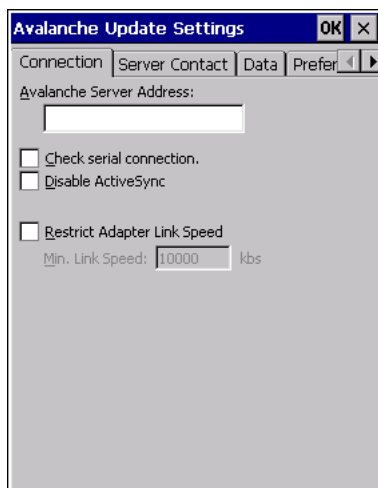 Avalanche Update Settings OK ×
Connection Server Contact Data Prefer
Avalanche Server Address:
Check serial connection.
Disable ActiveSync
Restrict Adapter Link Speed
Min. Link Speed: 10000 kbs